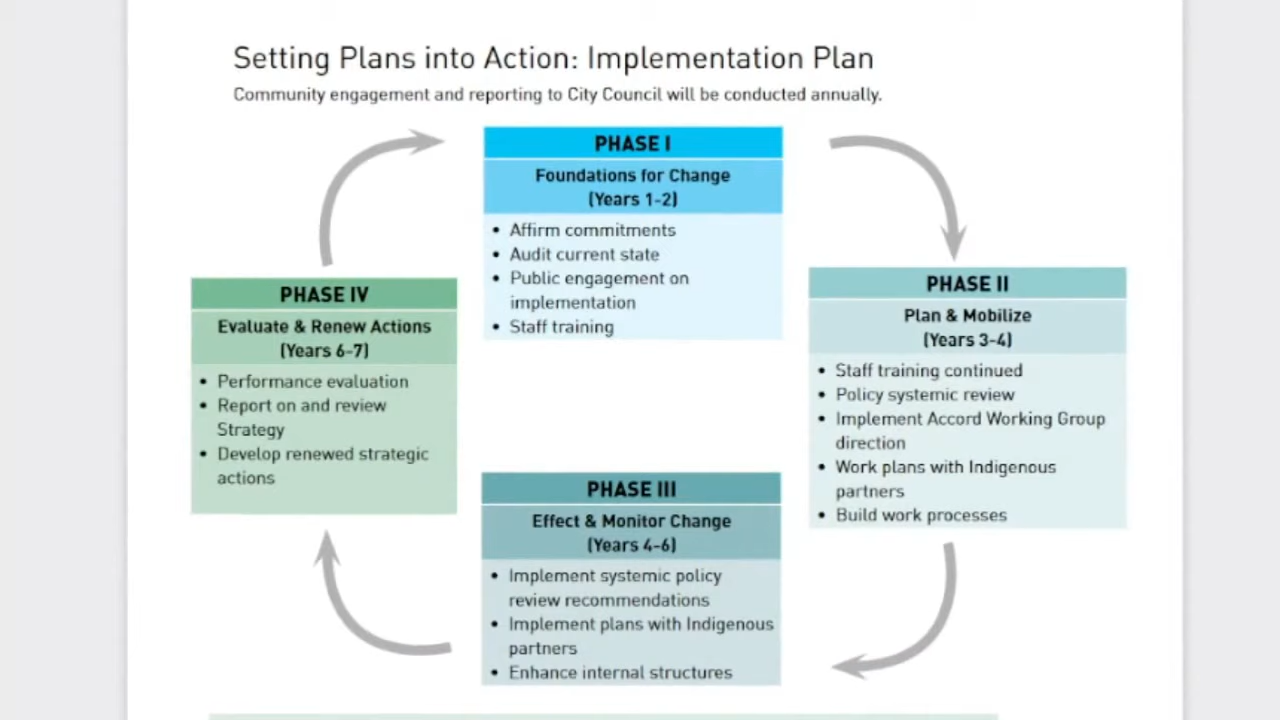 Setting Plans into Action: Implementation Plan
Community engagement and reporting to City Council will be conducted annually.
PHASE I
Foundations for Change
(Years 1-2)
• Affirm commitments
• Audit current state
• Public engagement on
implementation
• Staff training
PHASE II
Plan & Mobilize
(Years 3-4)
• Staff training continued
• Policy systemic review
• Implement Accord Working Group
direction
• Work plans with Indigenous
partners
• Build work processes
PHASE III
Effect & Monitor Change
(Years 4-6)
• Implement systemic policy
review recommendations
• Implement plans with Indigenous
partners
• Enhance internal structures
PHASE IV
Evaluate & Renew Actions
(Years 6-7)
• Performance evaluation
• Report on and review
Strategy
• Develop renewed strategic
actions